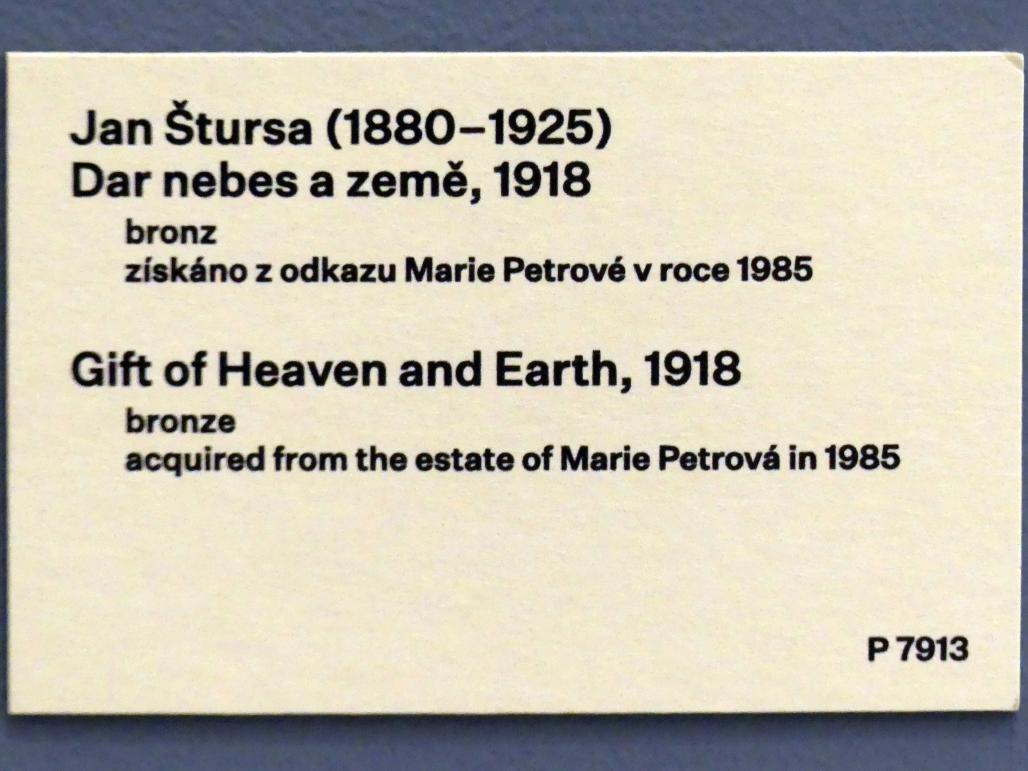 Jan Štursa (1880–1925)
Dar nebes a země, 1918
bronz
získáno z odkazu Marie Petrové v roce 1985
Gift of Heaven and Earth, 1918
bronze
acquired from the estate of Marie Petrová in 1985
P 7913